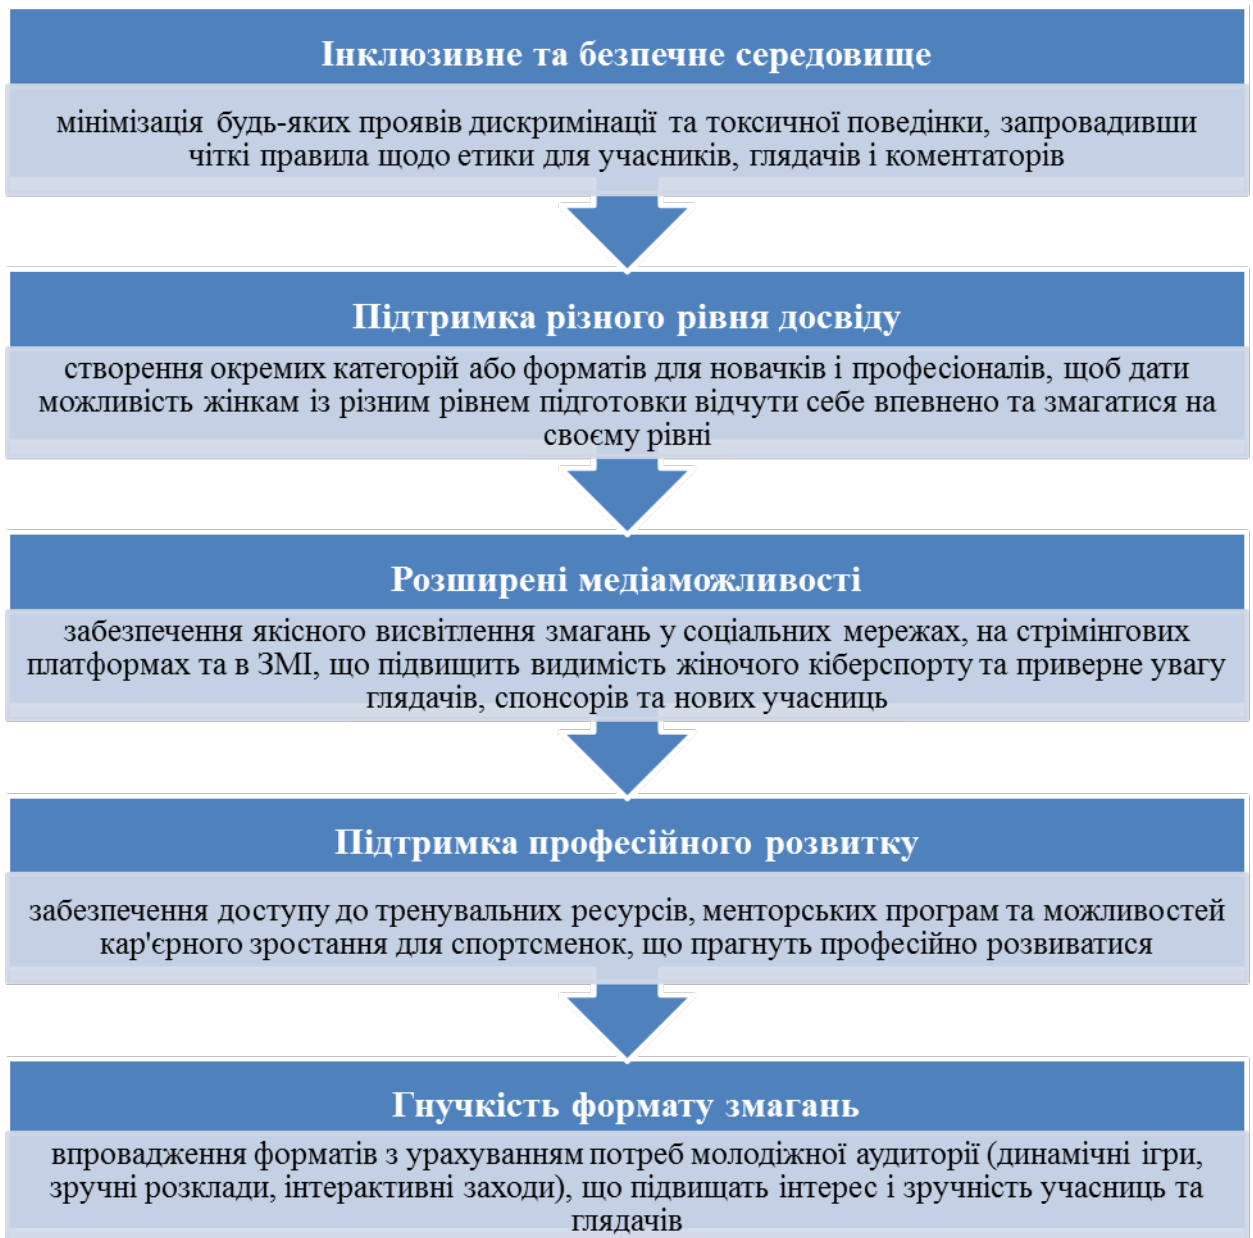 Інклюзивне та безпечне середовище
мінімізація будь-яких проявів дискримінації та токсичної поведінки, запровадивши
чіткі правила щодо етики для учасників, глядачів і коментаторів
Підтримка різного рівня досвіду
створення окремих категорій або форматів для новачків і професіоналів, щоб дати
можливість жінкам із різним рівнем підготовки відчути себе впевнено та змагатися на
своєму рівні
Розширені медіаможливості
забезпечення якісного висвітлення змагань у соціальних мережах, на стрімінгових
платформах та в ЗМІ, що підвищить видимість жіночого кіберспорту та приверне увагу
глядачів, спонсорів та нових учасниць
Підтримка професійного розвитку
забезпечення доступу до тренувальних ресурсів, менторських програм та можливостей
кар'єрного зростання для спортсменок, що прагнуть професійно розвиватися
Гнучкість формату змагань
впровадження форматів з урахуванням потреб молодіжної аудиторії (динамічні ігри,
зручні розклади, інтерактивні заходи), що підвищать інтерес і зручність учасниць та
глядачів